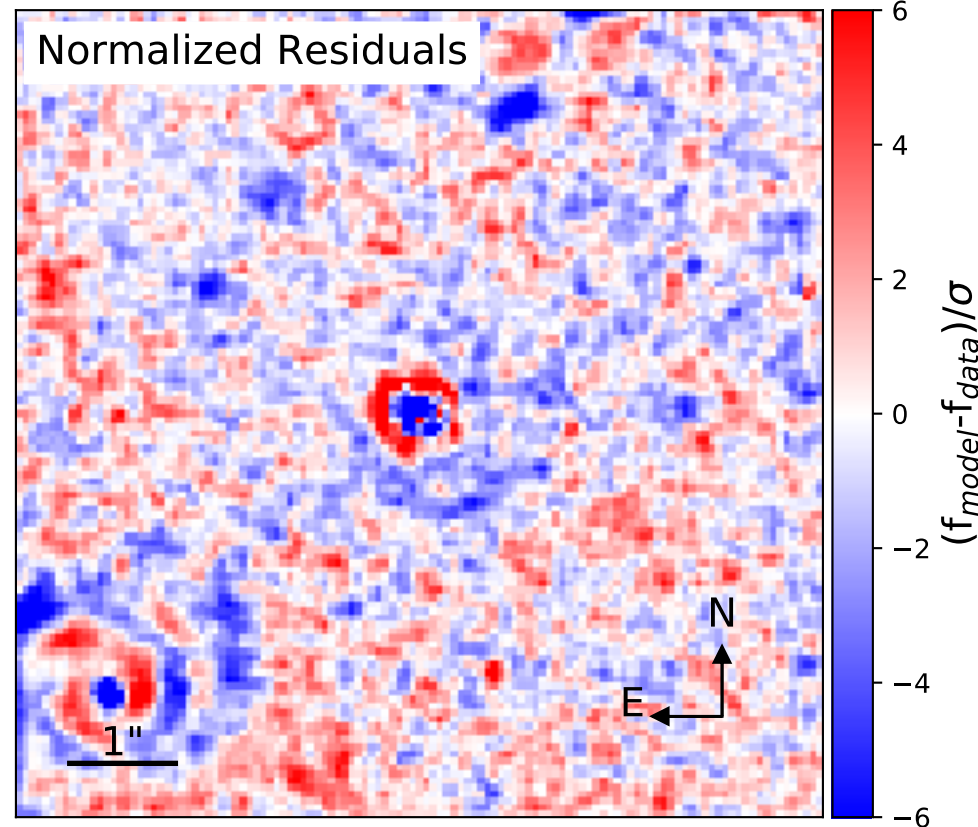 Normalized Residuals
6
4
2
0
−2
−4
−6
(f_model-f_data)/σ
N
E
1"